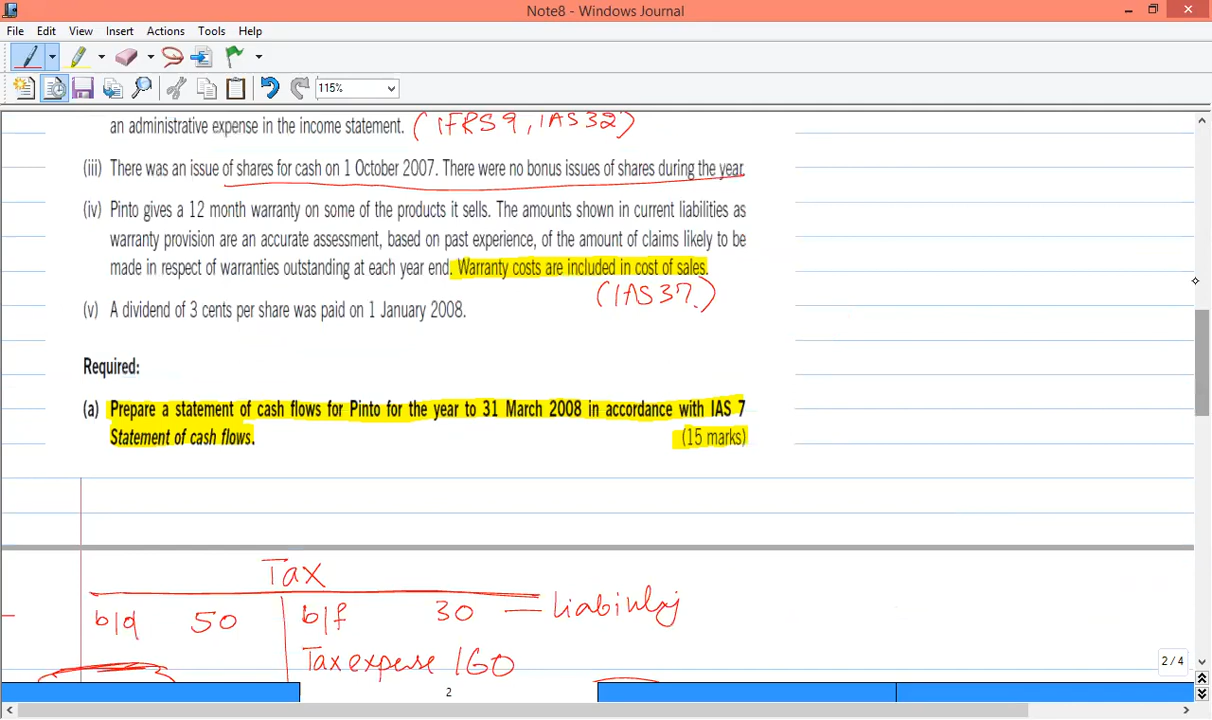 Note8 - Windows Journal
File Edit View Insert Actions Tools Help
115%
an administrative expense in the income statement. (IFRS9, IAS32)
(iii) There was an issue of shares for cash on 1 October 2007. There were no bonus issues of shares during the year.
(iv) Pinto gives a 12 month warranty on some of the products it sells. The amounts shown in current liabilities as
warranty provision are an accurate assessment, based on past experience, of the amount of claims likely to be
made in respect of warranties outstanding at each year end. Warranty costs are included in cost of sales.
(IAS37.)
(v) A dividend of 3 cents per share was paid on 1 January 2008.
Required:
(a) Prepare a statement of cash flows for Pinto for the year to 31 March 2008 in accordance with IAS 7
Statement of cash flows. (15 marks)
Tax
b/d 50 b/f 30 —
Tax expense 160
2 / 4
2